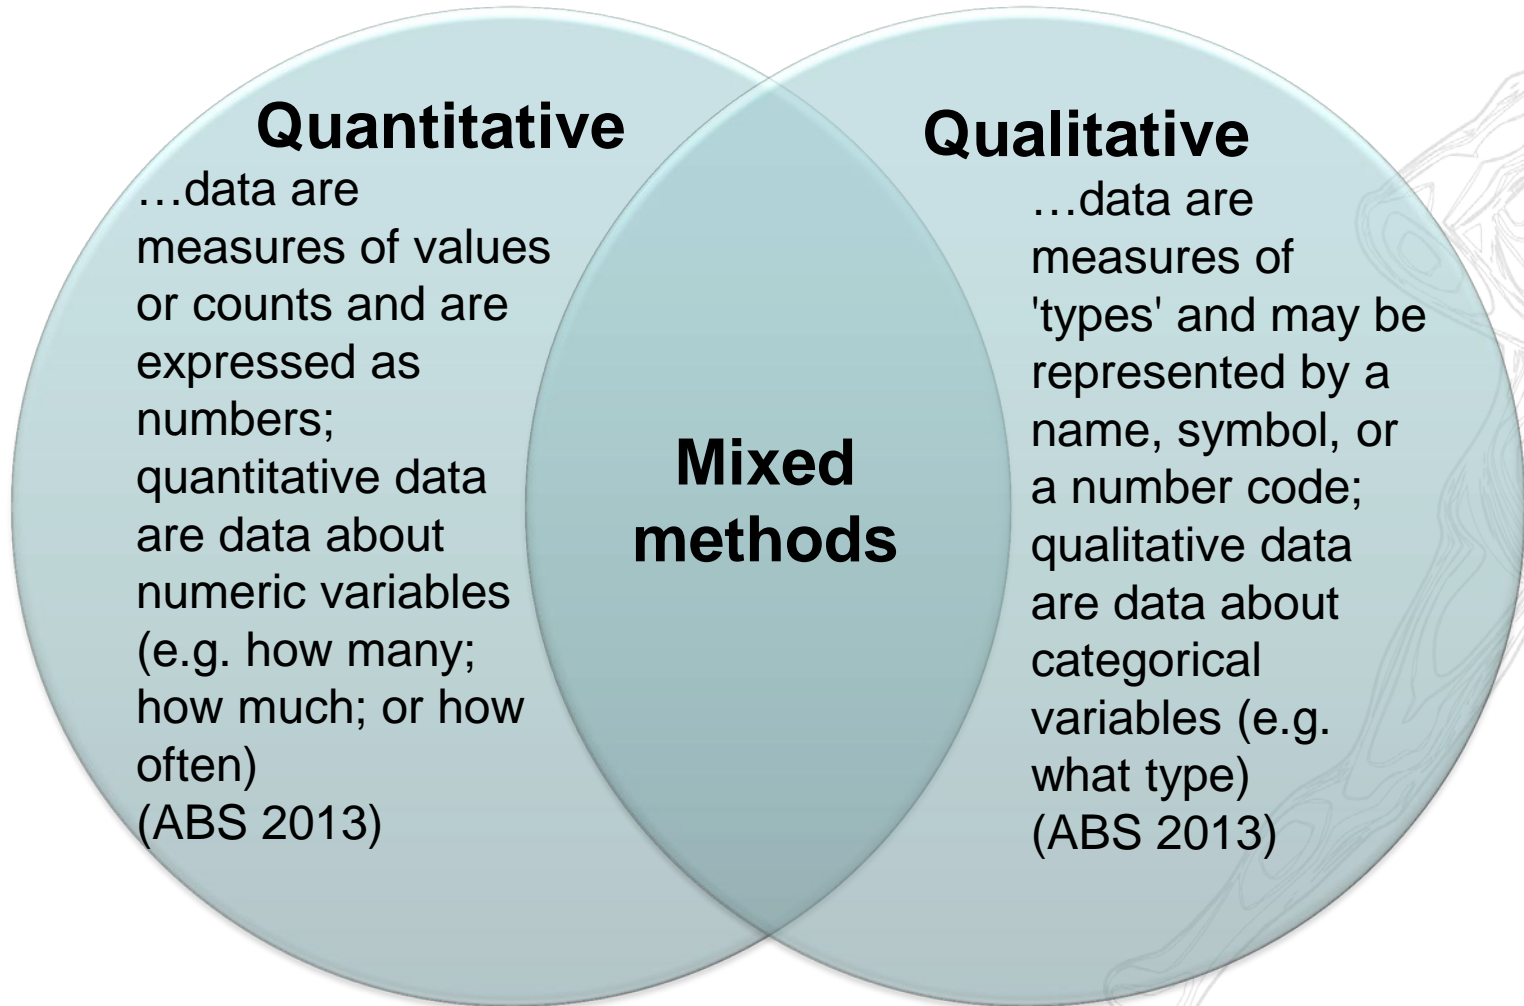 Quantitative
…data are
measures of values
or counts and are
expressed as
numbers;
quantitative data
are data about
numeric variables
(e.g. how many;
how much; or how
often)
(ABS 2013)
Mixed
methods
Qualitative
…data are
measures of
'types' and may be
represented by a
name, symbol, or
a number code;
qualitative data
are data about
categorical
variables (e.g.
what type)
(ABS 2013)